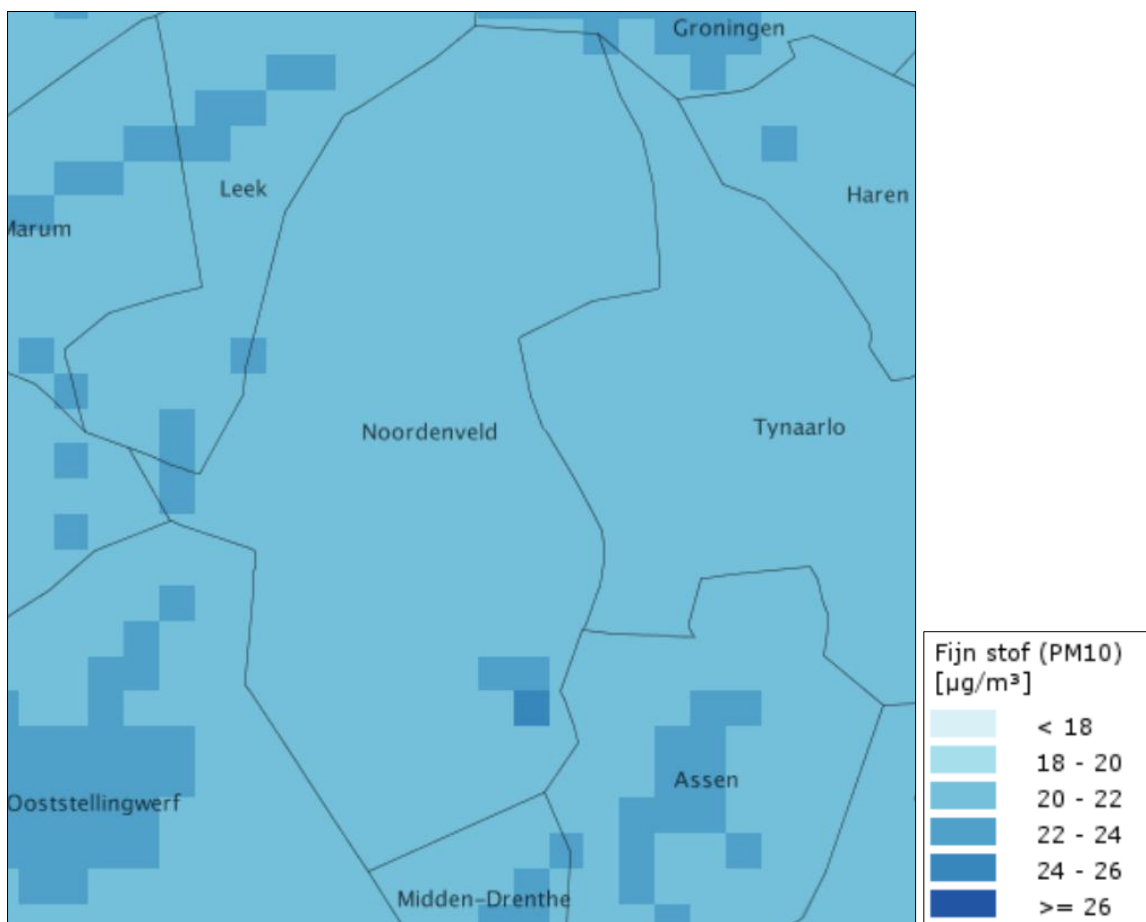 Groningen
Leek
Haren
Marum
Noordenveld
Tynaarlo
Assen
Ooststellingwerf
Midden-Drenthe
Fijn stof (PM10)
[µg/m³]
< 18
18 - 20
20 - 22
22 - 24
24 - 26
>= 26